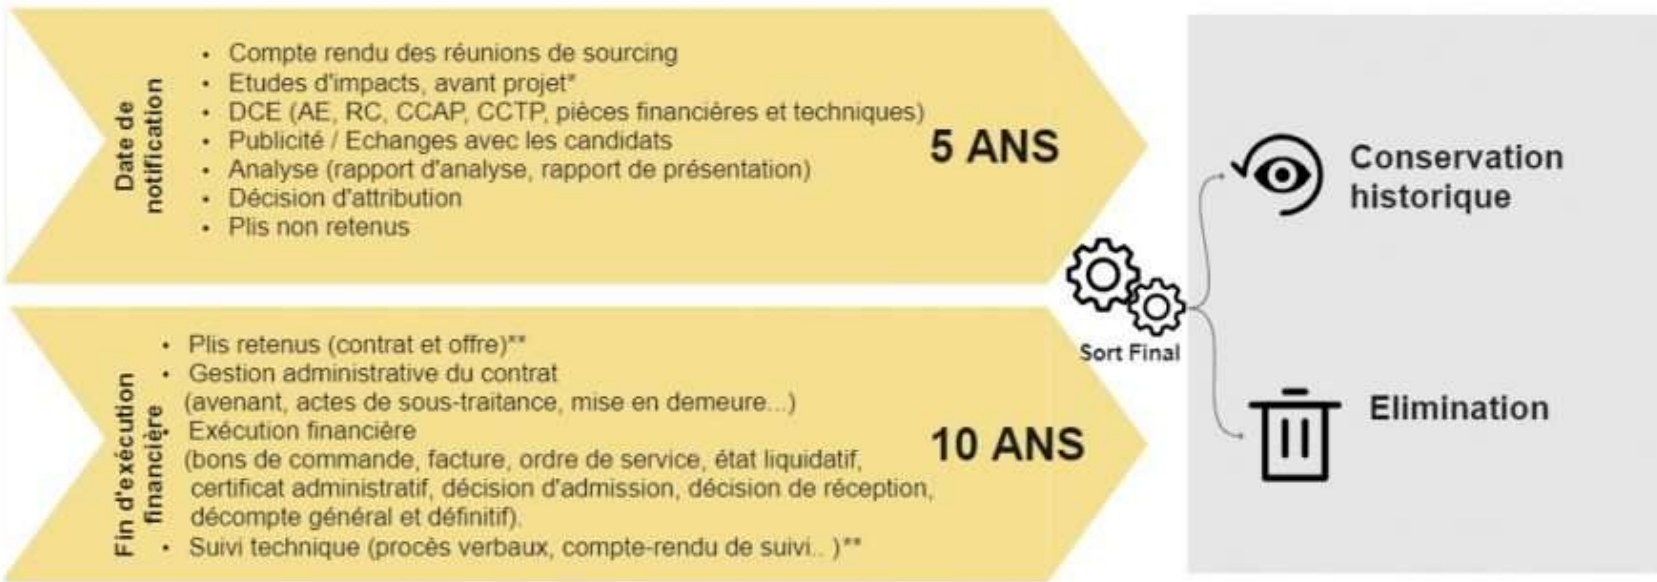 Date de
notification
• Compte rendu des réunions de sourcing
• Etudes d'impacts, avant projet*
• DCE (AE, RC, CCAP, CCTP, pièces financières et techniques)
• Publicité / Echanges avec les candidats
• Analyse (rapport d'analyse, rapport de présentation)
• Décision d'attribution
• Plis non retenus
5 ANS
Fin d'exécution
financière
• Plis retenus (contrat et offre)**
• Gestion administrative du contrat
(avenant, actes de sous-traitance, mise en demeure...)
• Exécution financière
(bons de commande, facture, ordre de service, état liquidatif,
certificat administratif, décision d'admission, décision de réception,
décompte général et définitif).
• Suivi technique (procès verbaux, compte-rendu de suivi.. )**
10 ANS
Sort Final
Conservation
historique
Elimination